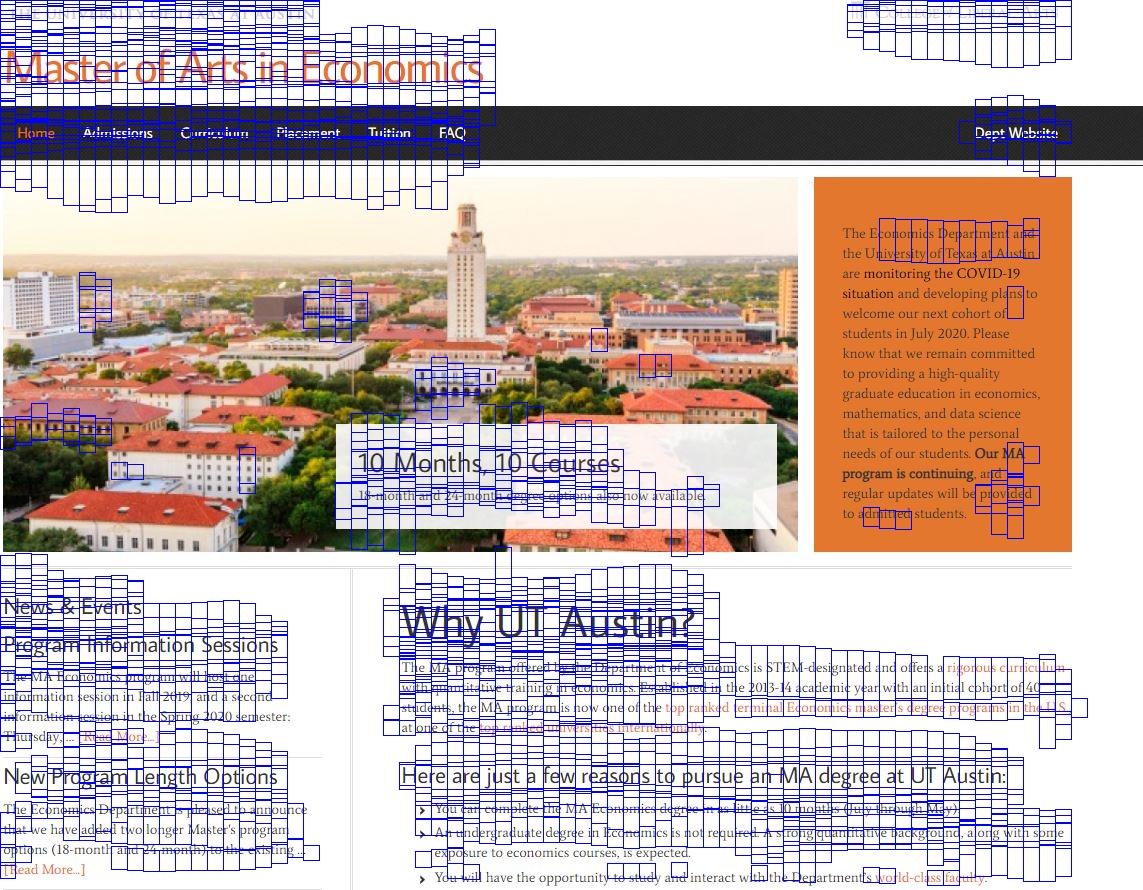 THE UNIVERSITY OF TEXAS AT AUSTIN
College of Liberal Arts
Master of Arts in Economics
Home Admissions Curriculum Placement Tuition FAQ Dept Website
The Economics Department and
the University of Texas at Austin
are monitoring the COVID-19
situation and developing plans to
welcome our next cohort of
students in July 2020. Please
know that we remain committed
to providing a high-quality
graduate education in economics,
mathematics, and data science
that is tailored to the personal
needs of our students. Our MA
program is continuing, and
regular updates will be provided
to admitted students.
10 Months, 10 Courses
18-month and 24-month degree options also now available.
News & Events
Program Information Sessions
The MA Economics program will host one
information session in Fall 2019, and a second
information session in the Spring 2020 semester:
Thursday, ... [Read More...]
New Program Length Options
The Economics Department is pleased to announce
that we have added two longer Master's program
options (18-month and 24-month) to the existing ...
[Read More...]
Why UT Austin?
The MA program offered by the Department of Economics is STEM-designated and offers a rigorous curriculum
with quantitative training in economics. Established in the 2013-14 academic year with an initial cohort of 40
students, the MA program is now one of the top ranked terminal Economics master's degree programs in the U.S.
at one of the top ranked universities internationally.
Here are just a few reasons to pursue an MA degree at UT Austin:
You can complete the MA Economics degree in as little as 10 months (July through May).
An undergraduate degree in Economics is not required. A strong quantitative background, along with some
exposure to economics courses, is expected.
You will have the opportunity to study and interact with the Department's world-class faculty.